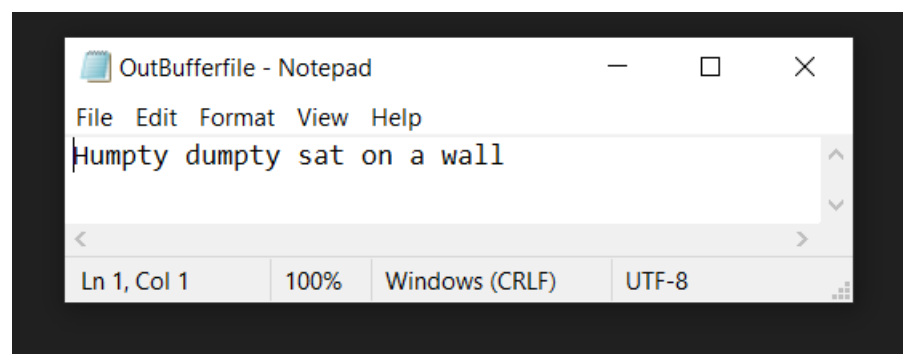 OutBufferfile - Notepad
File Edit Format View Help
Humpty dumpty sat on a wall
Ln 1, Col 1 100% Windows (CRLF) UTF-8